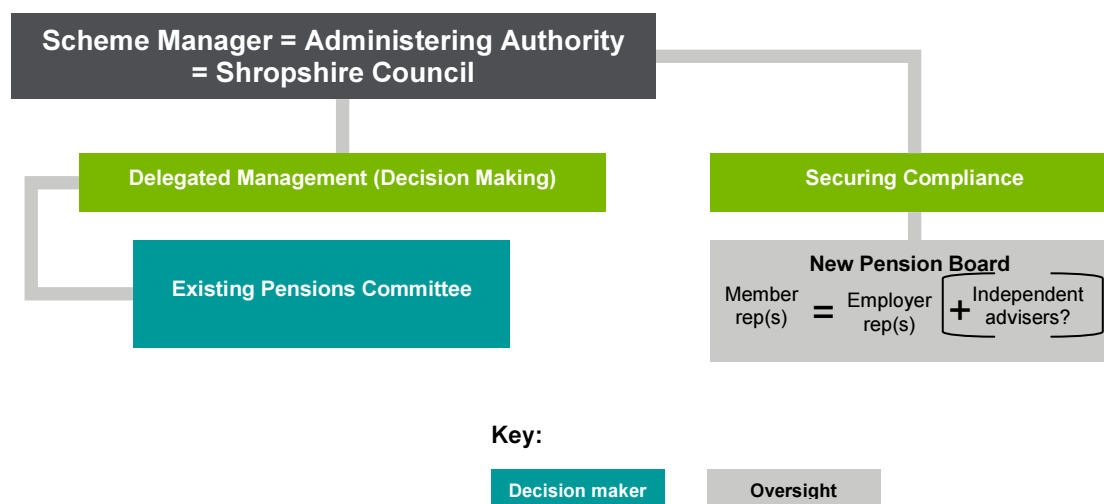 Scheme Manager = Administering Authority
= Shropshire Council
Delegated Management (Decision Making)
Securing Compliance
Existing Pensions Committee
New Pension Board
Member
rep(s)
=
Employer
rep(s)
+
Independent
advisers?
Key:
Decision maker
Oversight